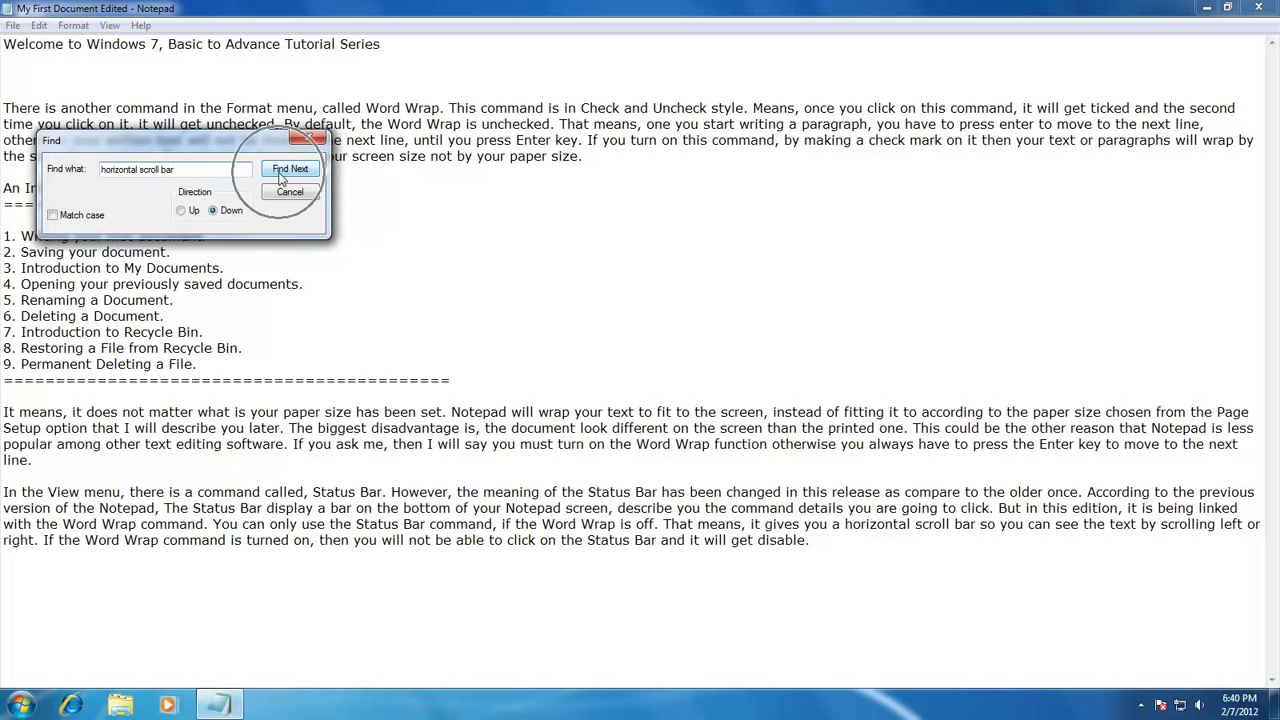 My First Document Edited - Notepad
File Edit Format View Help
Welcome to Windows 7, Basic to Advance Tutorial Series
There is another command in the Format menu, called Word Wrap. This command is in Check and Uncheck style. Means, once you click on this command, it will get ticked and the second
time you click on it, it will get unchecked. By default, the Word Wrap is unchecked. That means, one you start writing a paragraph, you have to press enter to move to the next line,
other
e next line, until you press Enter key. If you turn on this command, by making a check mark on it then your text or paragraphs will wrap by
the s
ur screen size not by your paper size.
Find
Find what: horizontal scroll bar Find Next
Direction Cancel
Match case Up Down
An In
1. Writing your First document.
2. Saving your document.
3. Introduction to My Documents.
4. Opening your previously saved documents.
5. Renaming a Document.
6. Deleting a Document.
7. Introduction to Recycle Bin.
8. Restoring a File from Recycle Bin.
9. Permanent Deleting a File.
===========================================
It means, it does not matter what is your paper size has been set. Notepad will wrap your text to fit to the screen, instead of fitting it to according to the paper size chosen from the Page
Setup option that I will describe you later. The biggest disadvantage is, the document look different on the screen than the printed one. This could be the other reason that Notepad is less
popular among other text editing software. If you ask me, then I will say you must turn on the Word Wrap function otherwise you always have to press the Enter key to move to the next
line.
In the View menu, there is a command called, Status Bar. However, the meaning of the Status Bar has been changed in this release as compare to the older once. According to the previous
version of the Notepad, The Status Bar display a bar on the bottom of your Notepad screen, describe you the command details you are going to click. But in this edition, it is being linked
with the Word Wrap command. You can only use the Status Bar command, if the Word Wrap is off. That means, it gives you a horizontal scroll bar so you can see the text by scrolling left or
right. If the Word Wrap command is turned on, then you will not be able to click on the Status Bar and it will get disable.
6:40 PM
2/7/2012